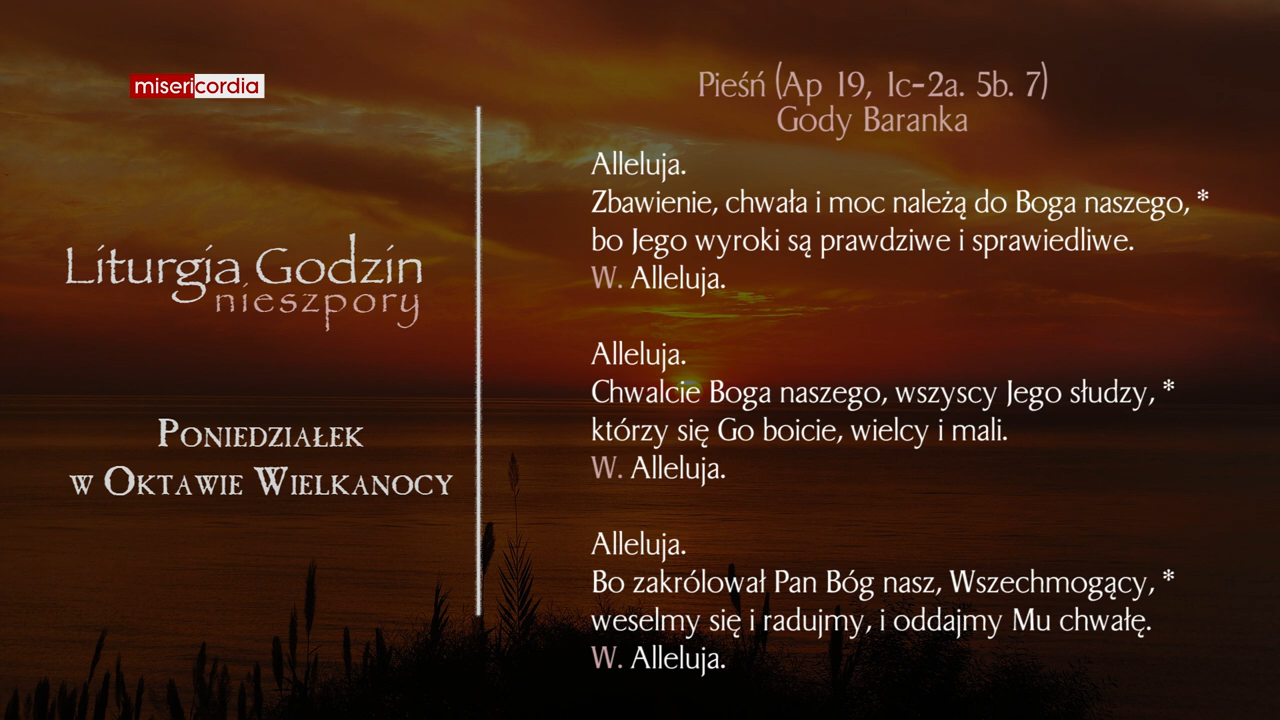 misericordia
Liturgia Godzin
nieszpory
Poniedziałek
w Oktawie Wielkanocy
Pieśń (Ap 19, 1c-2a. 5b. 7)
Gody Baranka
Alleluja.
Zbawienie, chwała i moc należą do Boga naszego, *
bo Jego wyroki są prawdziwe i sprawiedliwe.
W. Alleluja.
Alleluja.
Chwalcie Boga naszego, wszyscy Jego słudzy, *
którzy się Go boicie, wielcy i mali.
W. Alleluja.
Alleluja.
Bo zakrólował Pan Bóg nasz, Wszechmogący, *
weselmy się i radujmy, i oddajmy Mu chwałę.
W. Alleluja.